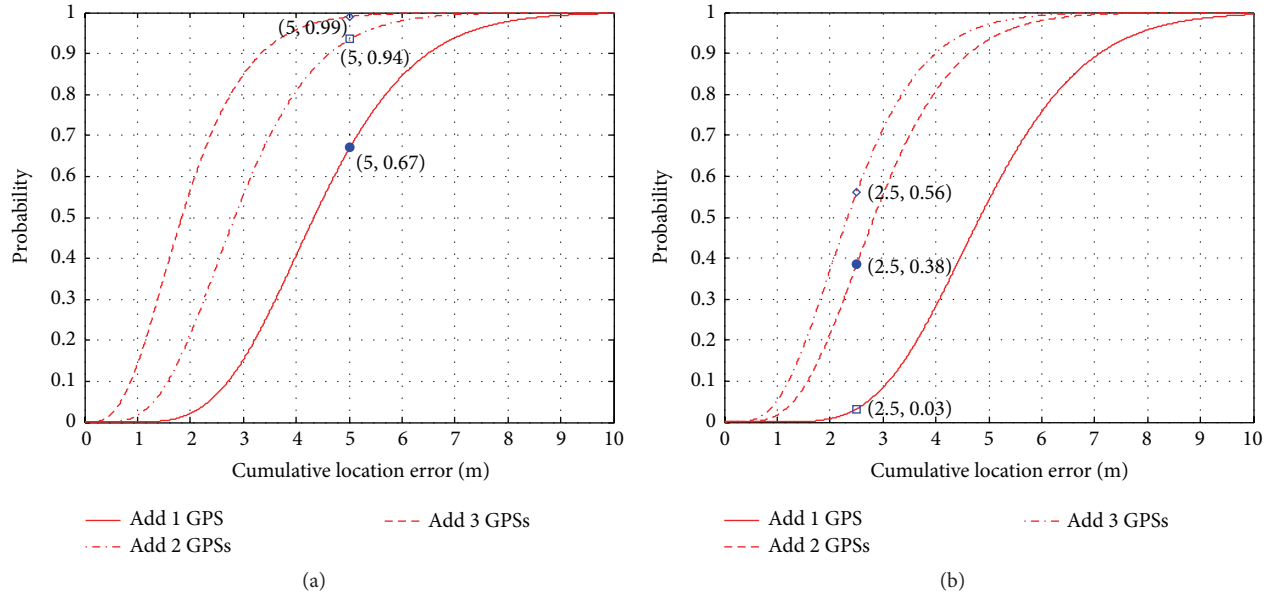 1
0.9
0.8
0.7
0.6
0.5
0.4
0.3
0.2
0.1
0
Probability
(5, 0.99)
(5, 0.94)
(5, 0.67)
0 1 2 3 4 5 6 7 8 9 10
Cumulative location error (m)
Add 1 GPS
Add 2 GPSs
Add 3 GPSs
(a)
1
0.9
0.8
0.7
0.6
0.5
0.4
0.3
0.2
0.1
0
Probability
(2.5, 0.56)
(2.5, 0.38)
(2.5, 0.03)
0 1 2 3 4 5 6 7 8 9 10
Cumulative location error (m)
Add 1 GPS
Add 2 GPSs
Add 3 GPSs
(b)